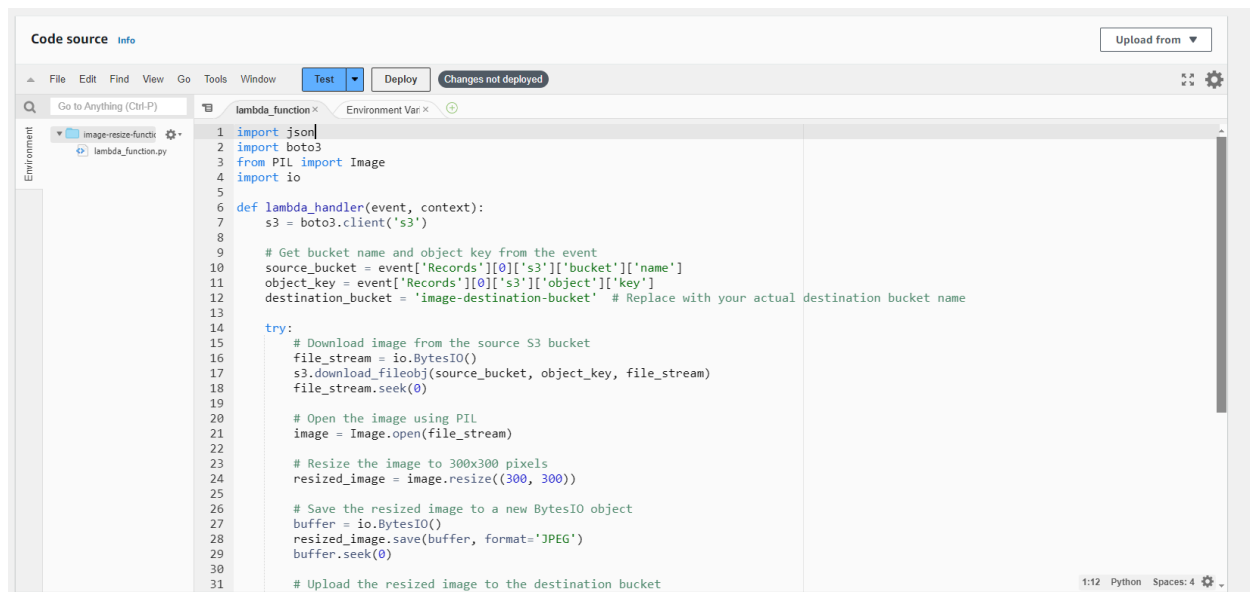 Code source Info
Upload from ▼
File Edit Find View Go Tools Window Test Deploy Changes not deployed
Go to Anything (Ctrl-P)
lambda_function × Environment Vari ×
Environment
image-resize-functic
lambda_function.py
1 import json
2 import boto3
3 from PIL import Image
4 import io
5
6 def lambda_handler(event, context):
7     s3 = boto3.client('s3')
8
9     # Get bucket name and object key from the event
10     source_bucket = event['Records'][0]['s3']['bucket']['name']
11     object_key = event['Records'][0]['s3']['object']['key']
12     destination_bucket = 'image-destination-bucket'  # Replace with your actual destination bucket name
13
14     try:
15         # Download image from the source S3 bucket
16         file_stream = io.BytesIO()
17         s3.download_fileobj(source_bucket, object_key, file_stream)
18         file_stream.seek(0)
19
20         # Open the image using PIL
21         image = Image.open(file_stream)
22
23         # Resize the image to 300x300 pixels
24         resized_image = image.resize((300, 300))
25
26         # Save the resized image to a new BytesIO object
27         buffer = io.BytesIO()
28         resized_image.save(buffer, format='JPEG')
29         buffer.seek(0)
30
31         # Upload the resized image to the destination bucket
1:12 Python Spaces: 4